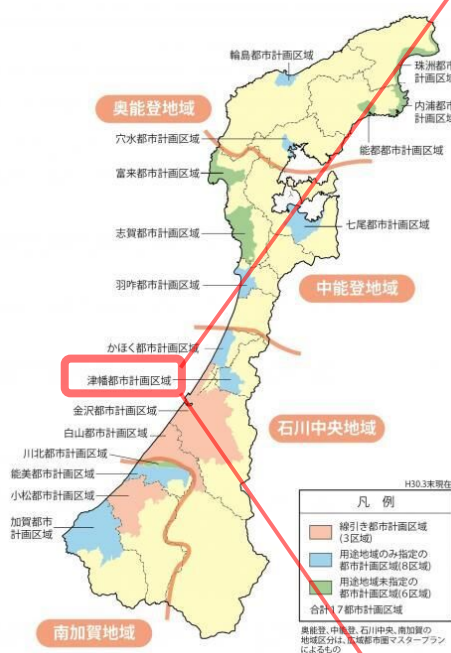 輪島都市計画区域
珠洲都市
計画区域
奥能登地域
内浦都市
計画区域
穴水都市計画区域
能都都市計画区域
富来都市計画区域
志賀都市計画区域
七尾都市計画区域
羽咋都市計画区域
中能登地域
かほく都市計画区域
津幡都市計画区域
金沢都市計画区域
白山都市計画区域
石川中央地域
川北都市計画区域
能美都市計画区域
小松都市計画区域
加賀都市
計画区域
南加賀地域
H30.3末現在
凡 例
線引き都市計画区域
(3区域)
用途地域のみ指定の
都市計画区域(8区域)
用途地域未指定の
都市計画区域(6区域)
合計17都市計画区域
奥能登、中能登、石川中央、南加賀の
地域区分は、広域都市圏マスタープラン
によるもの